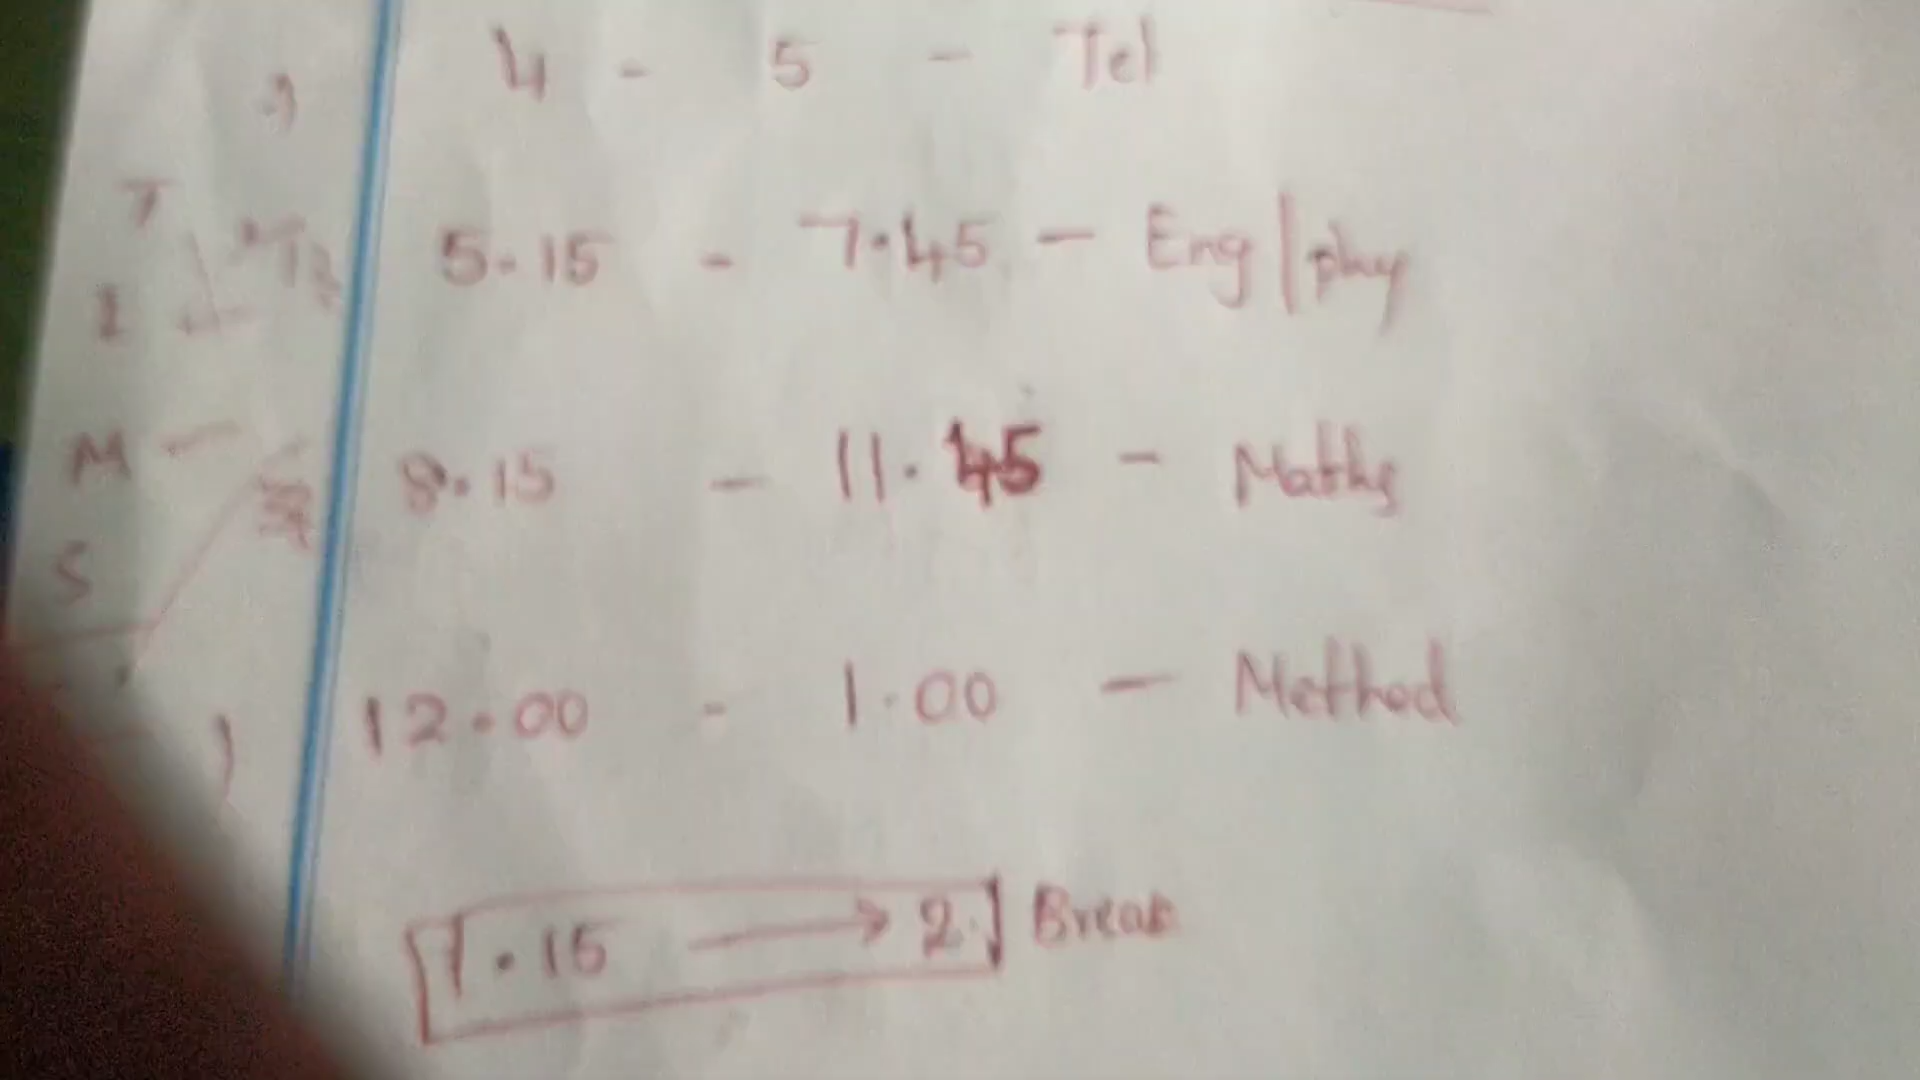 4 - 5 - Tel
T
5.15 - 7.45 - Eng|phy
I
M - 8.15 - 11.45 - Maths
S
12.00 - 1.00 - Method
1.15 → 2 Break